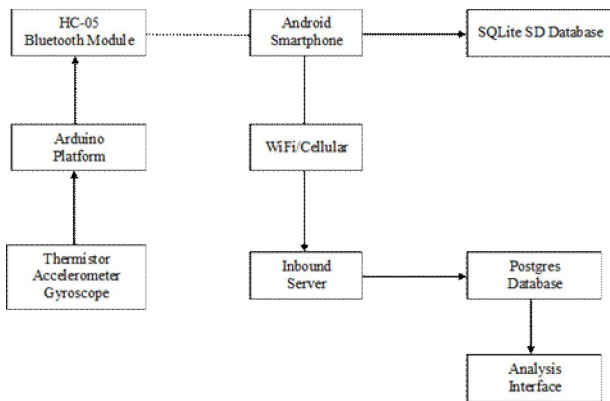 HC-05
Bluetooth Module
Android
Smartphone
SQLite SD Database
Arduino
Platform
WiFi/Cellular
Thermistor
Accelerometer
Gyroscope
Inbound
Server
Postgres
Database
Analysis
Interface